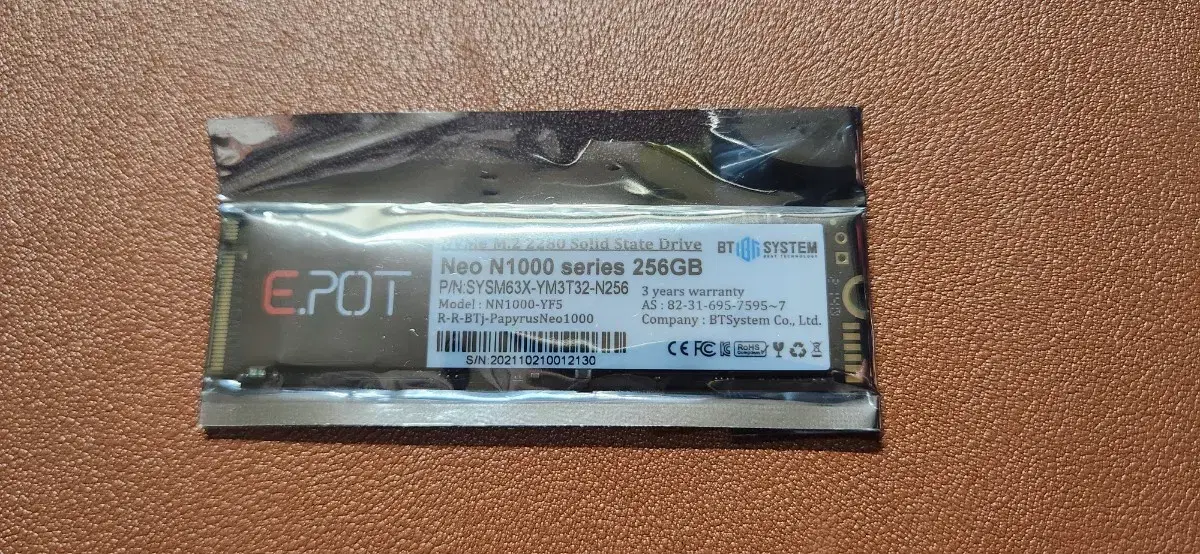 E.POT
NVMe M.2 2280 Solid State Drive
BT SYSTEM
BEST TECHNOLOGY
Neo N1000 series 256GB
P/N:SYSM63X-YM3T32-N256
3 years warranty
Model : NN1000-YF5
AS : 82-31-695-7595~7
R-R-BTj-PapyrusNeo1000
Company : BTSystem Co., Ltd.
S/N:202110210012130
CE FC RoHS